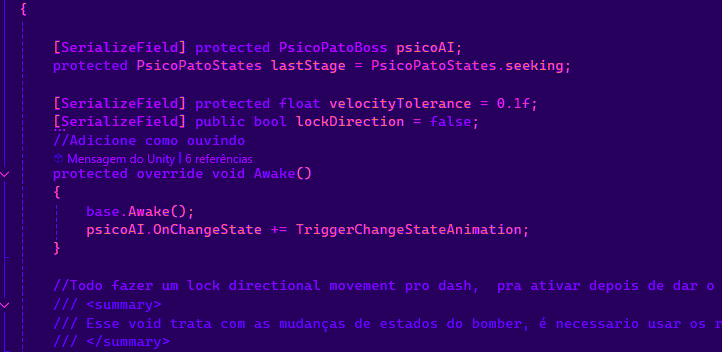 {
[SerializeField] protected PsicoPatoBoss psicoAI;
protected PsicoPatoStates lastStage = PsicoPatoStates.seeking;
[SerializeField] protected float velocityTolerance = 0.1f;
[SerializeField] public bool lockDirection = false;
//Adicione como ouvindo
Mensagem do Unity | 6 referências
protected override void Awake()
{
base.Awake();
psicoAI.OnChangeState += TriggerChangeStateAnimation;
}
//Todo fazer um lock directional movement pro dash, pra ativar depois de dar o
/// <summary>
/// Esse void trata com as mudanças de estados do bomber, é necessario usar os
/// </summary>